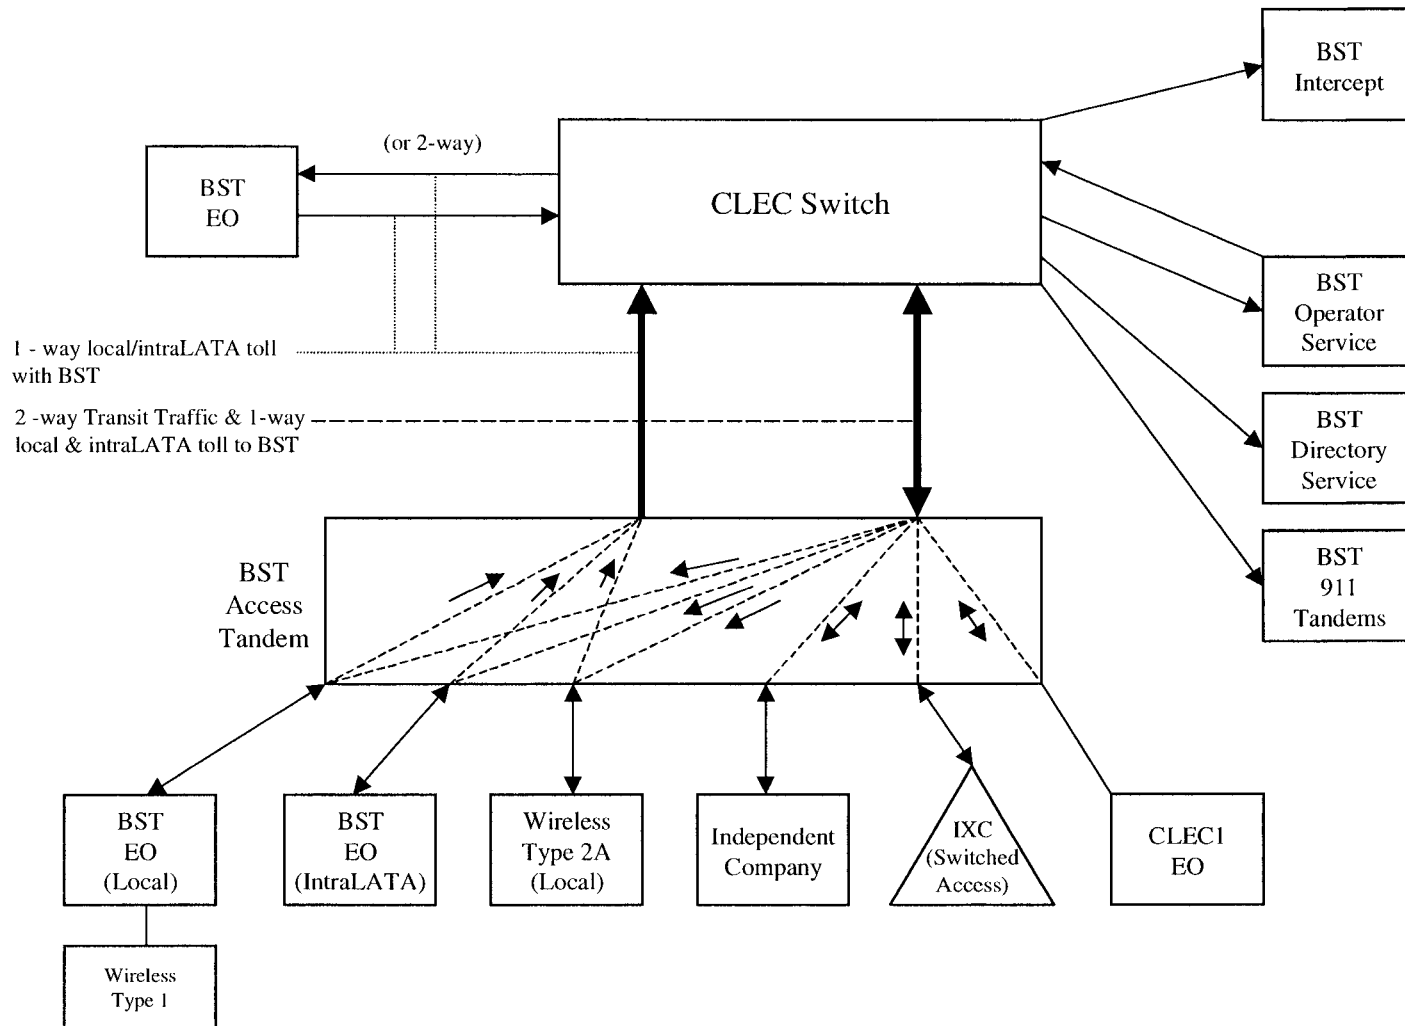 BST
Intercept
(or 2-way)
BST
EO
CLEC Switch
BST
Operator
Service
1 - way local/intraLATA toll
with BST
2 -way Transit Traffic & 1-way
local & intraLATA toll to BST
BST
Directory
Service
BST
911
Tandems
BST
Access
Tandem
BST
EO
(Local)
BST
EO
(IntraLATA)
Wireless
Type 2A
(Local)
Independent
Company
IXC
(Switched
Access)
CLEC1
EO
Wireless
Type 1